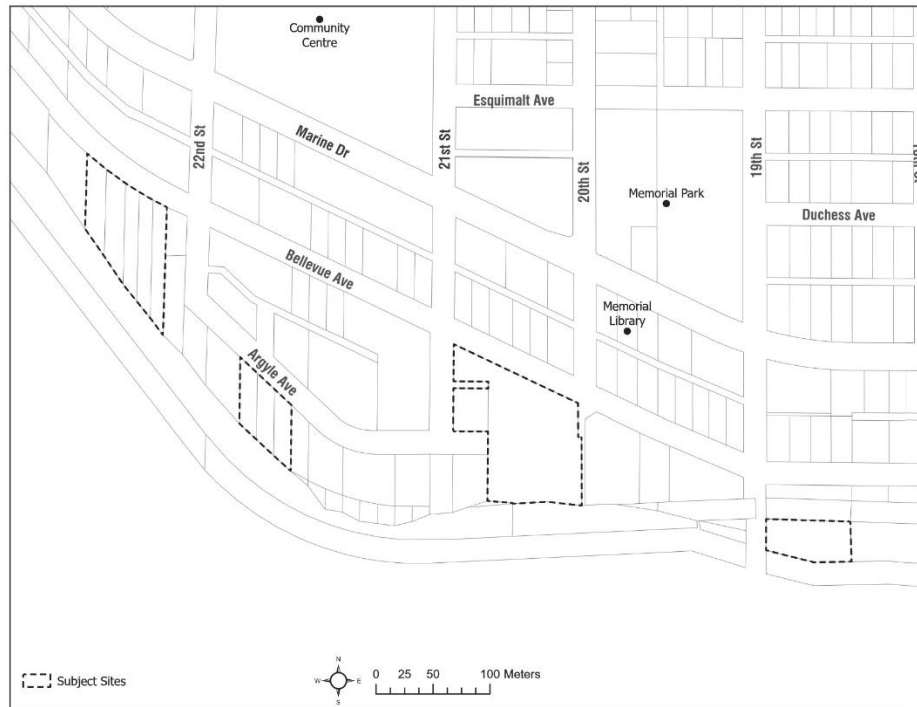 Community
Centre
Esquimalt Ave
Marine Dr
22nd St
21st St
20th St
19th St
Memorial Park
Duchess Ave
Bellevue Ave
Memorial
Library
Argyle Ave
N
W
E
S
0 25 50 100 Meters
Subject Sites